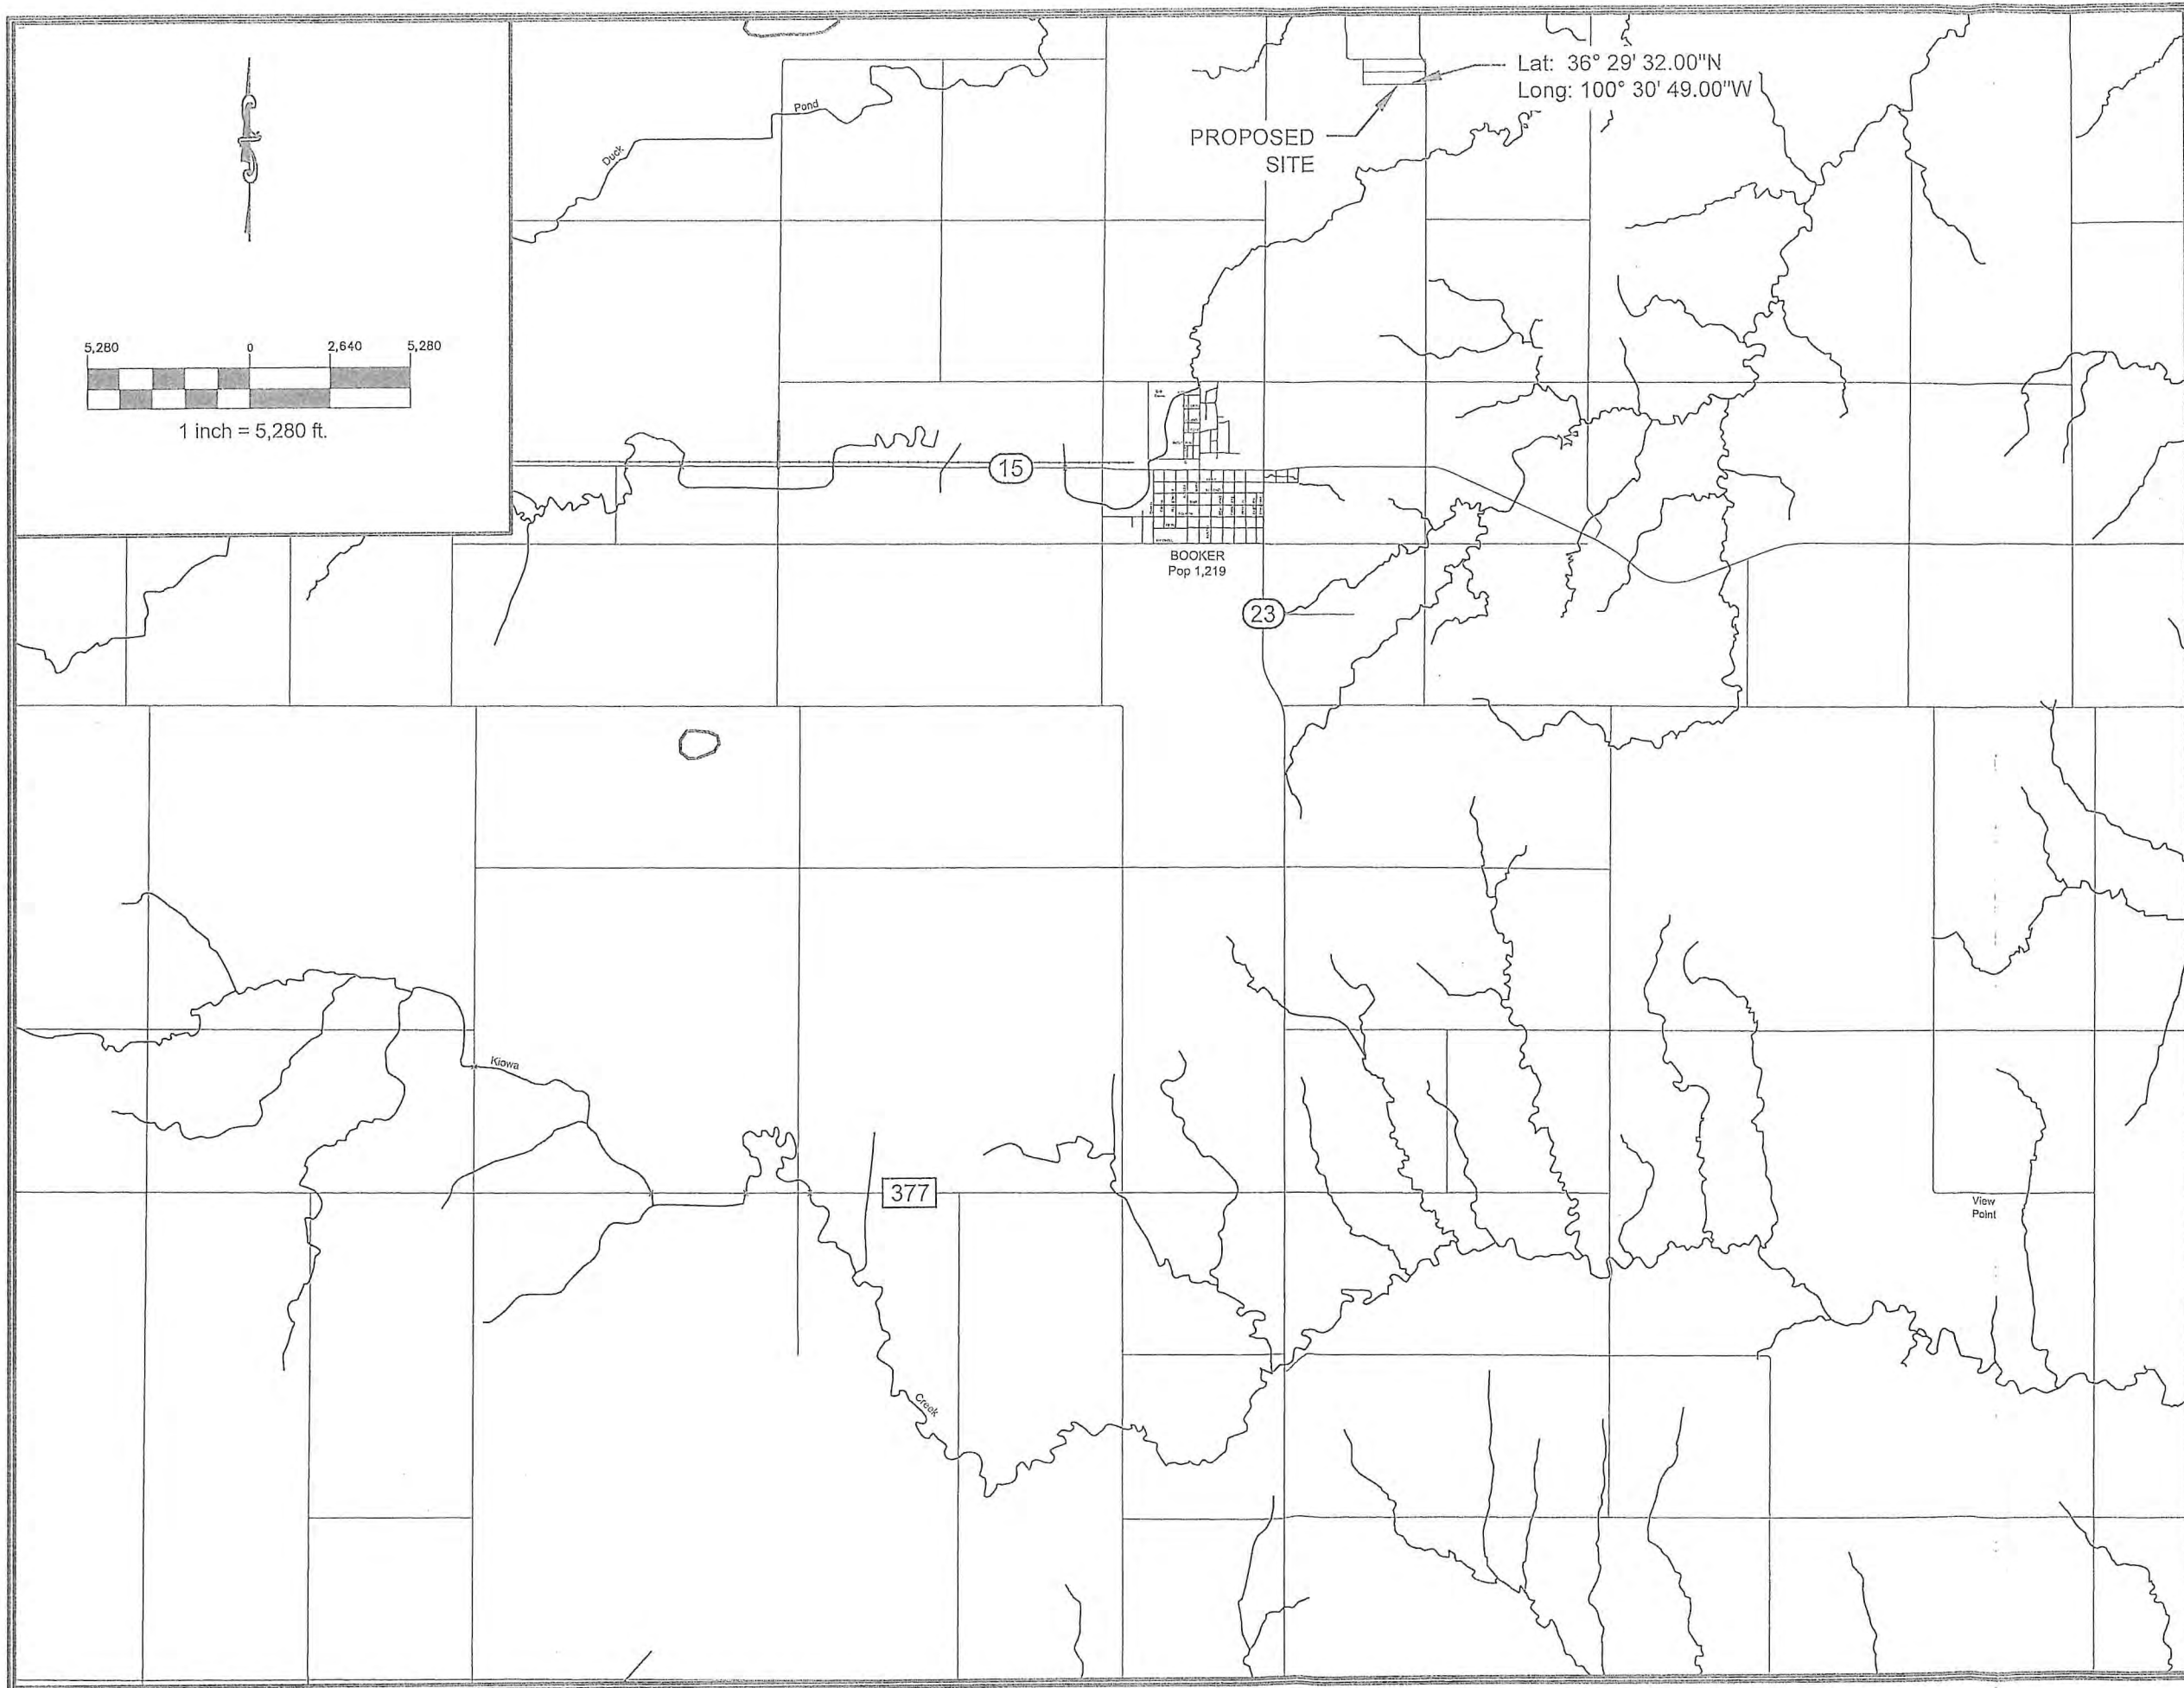 Lat: 36° 29' 32.00"N
Long: 100° 30' 49.00"W
PROPOSED
SITE
Pond
Duck
5,280 0 2,640 5,280
1 inch = 5,280 ft.
15
BOOKER
Pop 1,219
23
Kiowa
377
View
Point
Creek